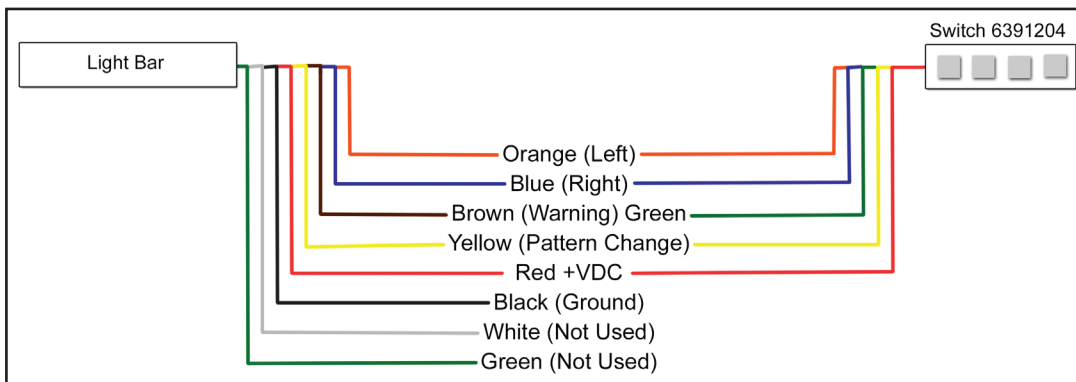 Switch 6391204
Light Bar
Orange (Left)
Blue (Right)
Brown (Warning) Green
Yellow (Pattern Change)
Red +VDC
Black (Ground)
White (Not Used)
Green (Not Used)